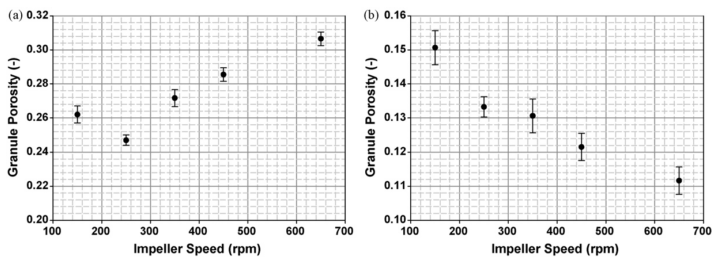 (a)
Granule Porosity (-)
0.32
0.30
0.28
0.26
0.24
0.22
0.20
100 200 300 400 500 600 700
Impeller Speed (rpm)
(b)
Granule Porosity (-)
0.16
0.15
0.14
0.13
0.12
0.11
0.10
100 200 300 400 500 600 700
Impeller Speed (rpm)